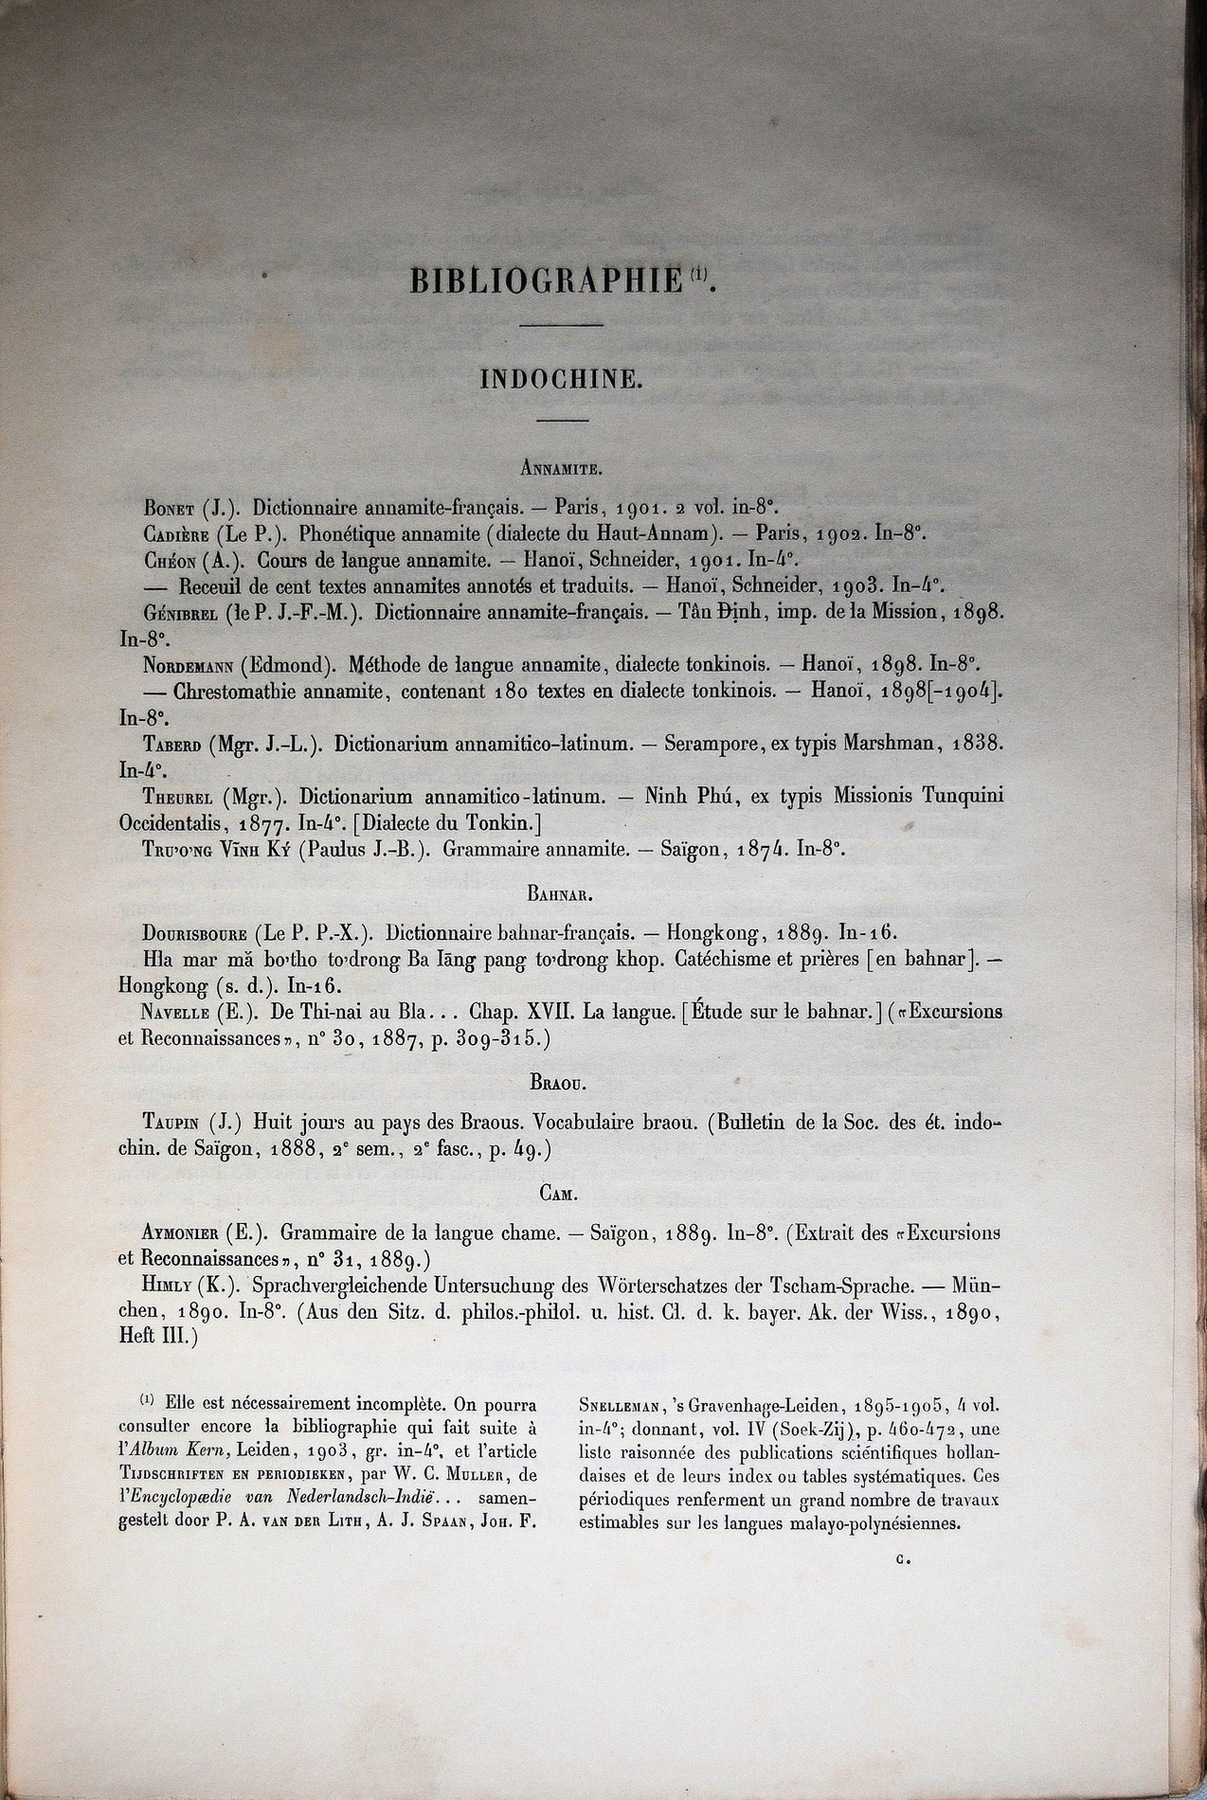 BIBLIOGRAPHIE (1).
INDOCHINE.
ANNAMITE.
BONET (J.). Dictionnaire annamite-français. — Paris, 1901. 2 vol. in-8°.
CADIÈRE (Le P.). Phonétique annamite (dialecte du Haut-Annam). — Paris, 1902. In-8°.
CHÉON (A.). Cours de langue annamite. — Hanoï, Schneider, 1901. In-4°.
— Receuil de cent textes annamites annotés et traduits. — Hanoï, Schneider, 1903. In-4°.
GÉNIBREL (le P. J.-F.-M.). Dictionnaire annamite-français. — Tân Định, imp. de la Mission, 1898.
In-8°.
NORDEMANN (Edmond). Méthode de langue annamite, dialecte tonkinois. — Hanoï, 1898. In-8°.
— Chrestomathie annamite, contenant 180 textes en dialecte tonkinois. — Hanoï, 1898[-1904].
In-8°.
TABERD (Mgr. J.-L.). Dictionarium annamitico-latinum. — Serampore, ex typis Marshman, 1838.
In-4°.
THEUREL (Mgr.). Dictionarium annamitico-latinum. — Ninh Phú, ex typis Missionis Tunquini
Occidentalis, 1877. In-4°. [Dialecte du Tonkin.]
TRU'O'NG VĨNH KÝ (Paulus J.-B.). Grammaire annamite. — Saïgon, 1874. In-8°.
BAHNAR.
DOURISBOURE (Le P. P.-X.). Dictionnaire bahnar-français. — Hongkong, 1889. In-16.
Hla mar mă bo'tho to'drong Ba Iăng pang to'drong khop. Catéchisme et prières [en bahnar]. —
Hongkong (s. d.). In-16.
NAVELLE (E.). De Thi-nai au Bla... Chap. XVII. La langue. [Étude sur le bahnar.] («Excursions
et Reconnaissances», n° 30, 1887, p. 309-315.)
BRAOU.
TAUPIN (J.) Huit jours au pays des Braous. Vocabulaire braou. (Bulletin de la Soc. des ét. indo-
chin. de Saïgon, 1888, 2e sem., 2e fasc., p. 49.)
CAM.
AYMONIER (E.). Grammaire de la langue chame. — Saïgon, 1889. In-8°. (Extrait des «Excursions
et Reconnaissances», n° 31, 1889.)
HIMLY (K.). Sprachvergleichende Untersuchung des Wörterschatzes der Tscham-Sprache. — Mün-
chen, 1890. In-8°. (Aus den Sitz. d. philos.-philol. u. hist. Cl. d. k. bayer. Ak. der Wiss., 1890,
Heft III.)
(1) Elle est nécessairement incomplète. On pourra
consulter encore la bibliographie qui fait suite à
l'Album Kern, Leiden, 1903, gr. in-4°, et l'article
TIJDSCHRIFTEN EN PERIODIEKEN, par W. C. MULLER, de
l'Encyclopædie van Nederlandsch-Indië... samen-
gestelt door P. A. VAN DER LITH, A. J. SPAAN, JOH. F.
SNELLEMAN, 's Gravenhage-Leiden, 1895-1905, 4 vol.
in-4°; donnant, vol. IV (Soek-Zij), p. 460-472, une
liste raisonnée des publications scientifiques hollan-
daises et de leurs index ou tables systématiques. Ces
périodiques renferment un grand nombre de travaux
estimables sur les langues malayo-polynésiennes.
C.